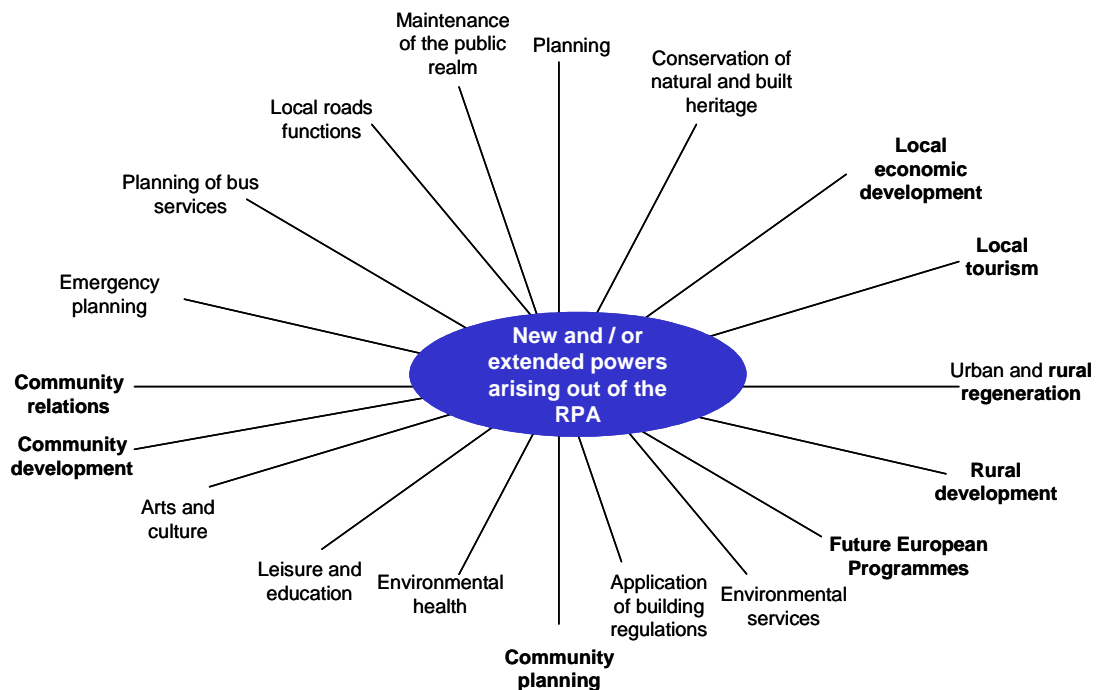 Maintenance
of the public
realm
Planning
Conservation of
natural and built
heritage
Local roads
functions
Local
economic
development
Planning of bus
services
Local
tourism
Emergency
planning
New and / or
extended powers
arising out of the
RPA
Community
relations
Urban and rural
regeneration
Community
development
Rural
development
Arts and
culture
Future European
Programmes
Leisure and
education
Environmental
health
Application
of building
regulations
Environmental
services
Community
planning